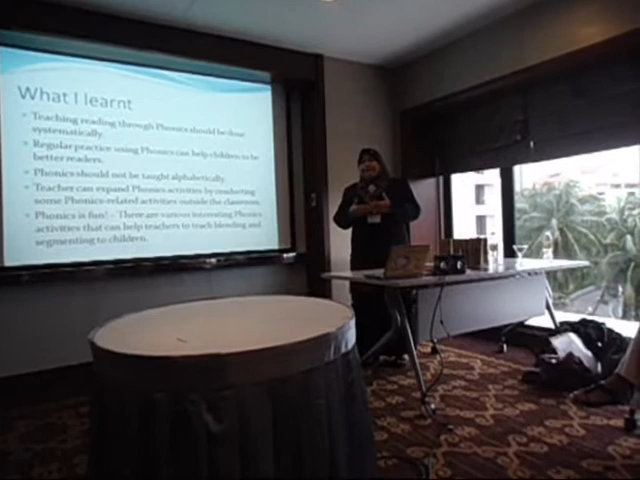 What I learnt
Teaching reading through Phonics should be done
systematically.
Regular practice using Phonics can help children to be
better readers.
Phonics should not be taught alphabetically.
Teacher can expand Phonics activities by conducting
some Phonics-related activities outside the classroom.
Phonics is fun! – There are various interesting Phonics
activities that can help teachers to teach blending and
segmenting to children.